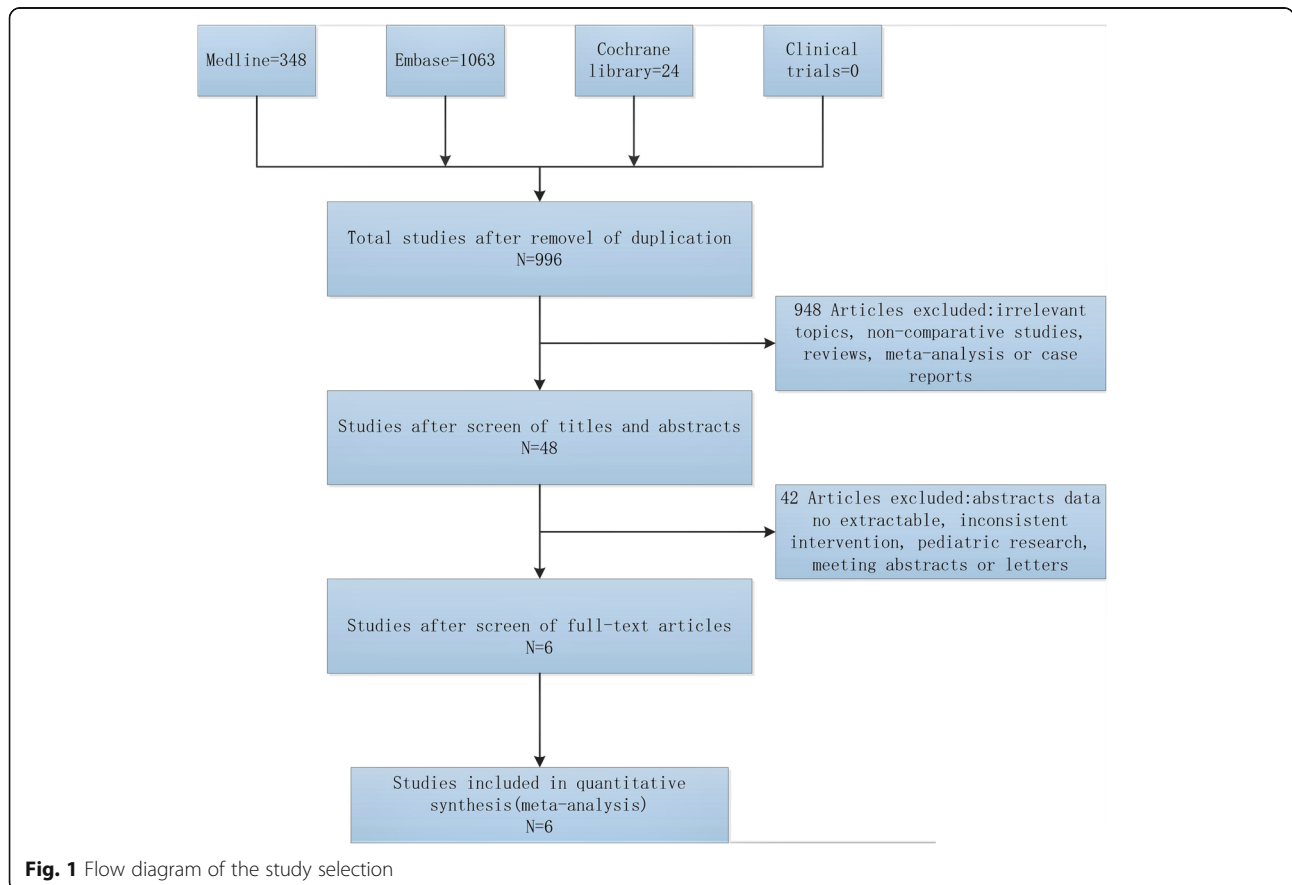 Medline=348
Embase=1063
Cochrane
library=24
Clinical
trials=0
Total studies after removel of duplication
N=996
948 Articles excluded:irrelevant
topics, non-comparative studies,
reviews, meta-analysis or case
reports
Studies after screen of titles and abstracts
N=48
42 Articles excluded:abstracts data
no extractable, inconsistent
intervention, pediatric research,
meeting abstracts or letters
Studies after screen of full-text articles
N=6
Studies included in quantitative
synthesis(meta-analysis)
N=6
Fig. 1 Flow diagram of the study selection